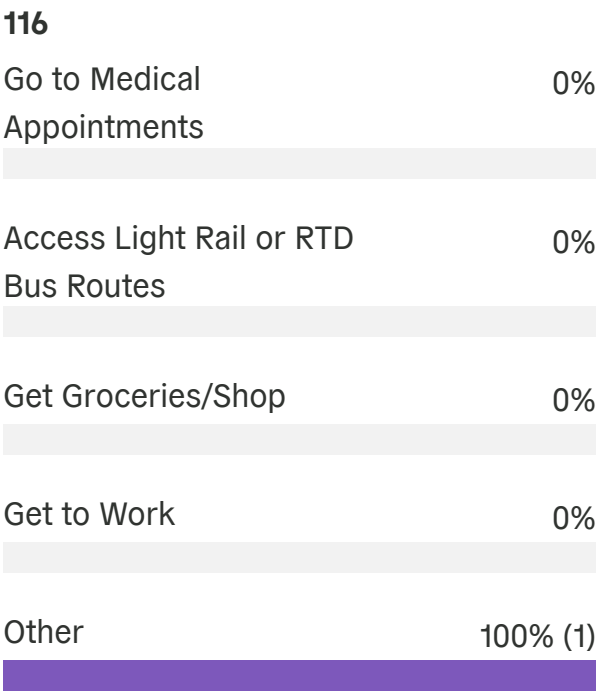 116
Go to Medical 0%
Appointments
Access Light Rail or RTD 0%
Bus Routes
Get Groceries/Shop 0%
Get to Work 0%
Other 100% (1)